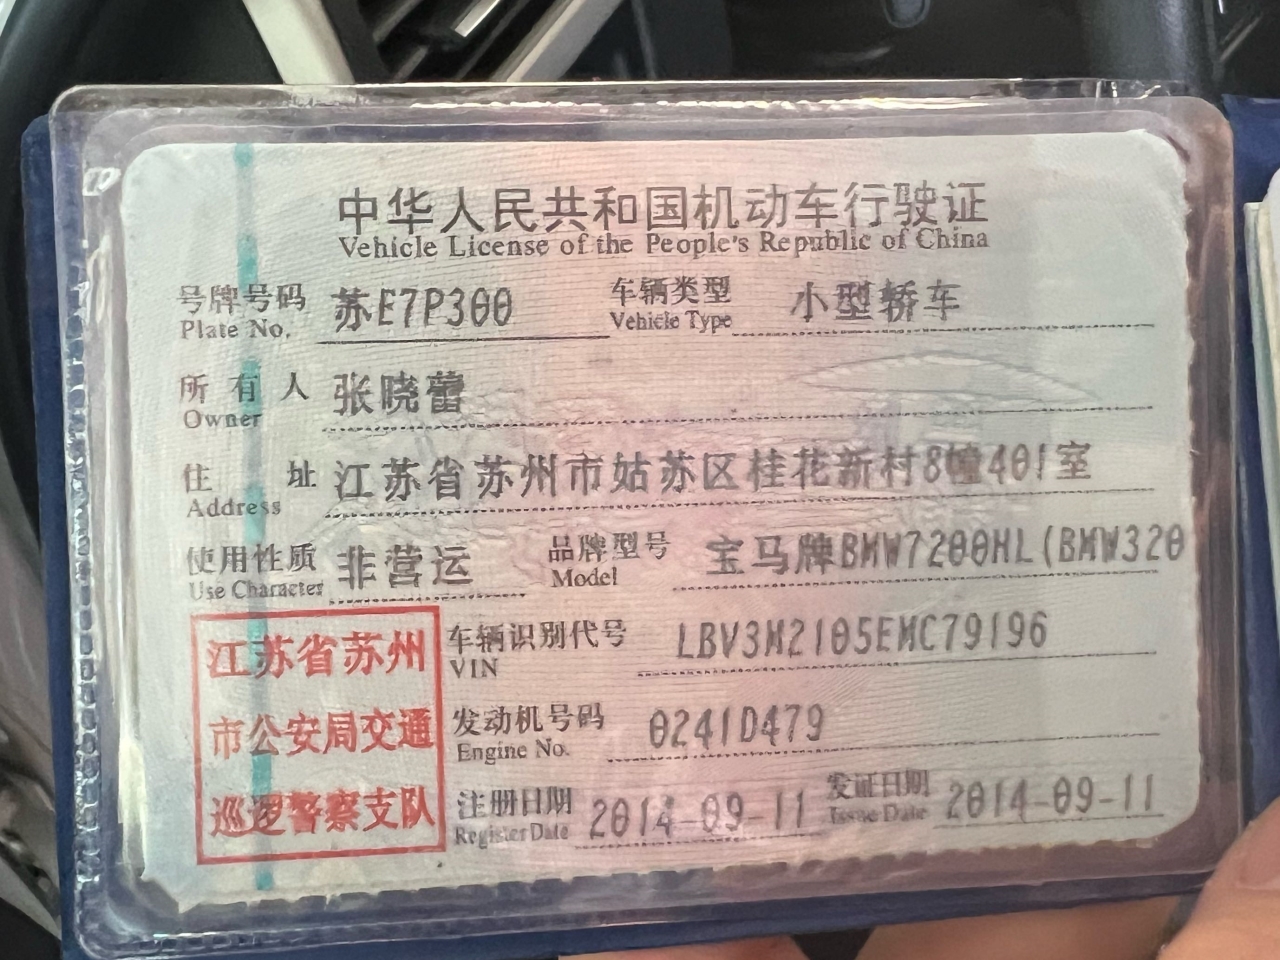 中华人民共和国机动车行驶证
Vehicle License of the People's Republic of China
号牌号码 苏E7P300 车辆类型 小型轿车
Plate No. Vehicle Type
所有人 张晓蕾
Owner
住址 江苏省苏州市姑苏区桂花新村8幢401室
Address
使用性质 非营运 品牌型号 宝马牌BMW7200HL(BMW320
Use Character Model
江苏省苏州
市公安局交通
巡逻警察支队
车辆识别代号 LBV3M2105EMC79196
VIN
发动机号码 0241D479
Engine No.
注册日期 2014-09-11 发证日期 2014-09-11
Register Date Issue Date